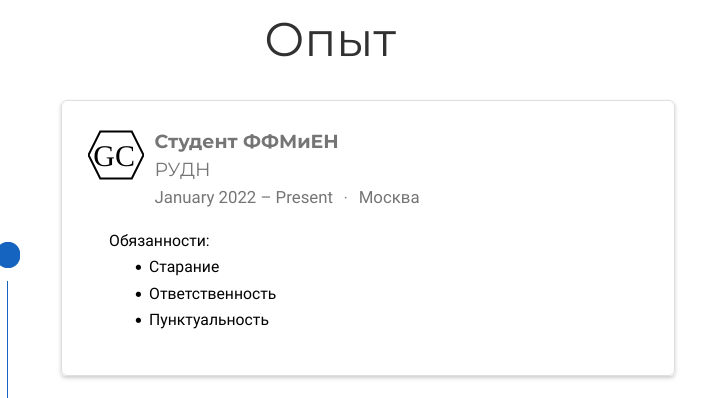 Опыт
GC
Студент ФФМиЕН
РУДН
January 2022 – Present · Москва
Обязанности:
• Старание
• Ответственность
• Пунктуальность